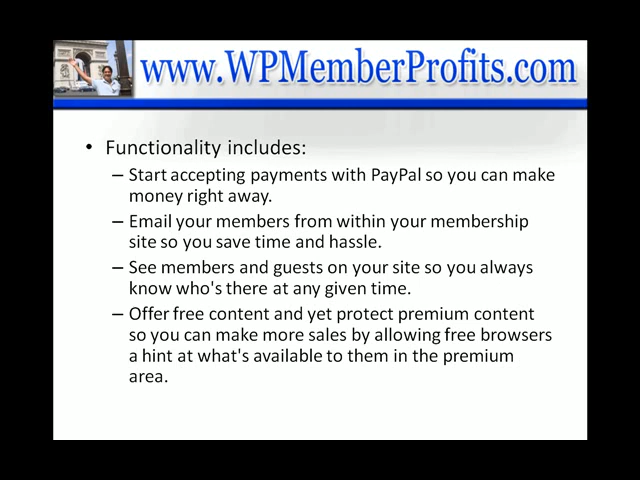 www.WPMemberProfits.com
• Functionality includes:
– Start accepting payments with PayPal so you can make
money right away.
– Email your members from within your membership
site so you save time and hassle.
– See members and guests on your site so you always
know who's there at any given time.
– Offer free content and yet protect premium content
so you can make more sales by allowing free browsers
a hint at what's available to them in the premium
area.